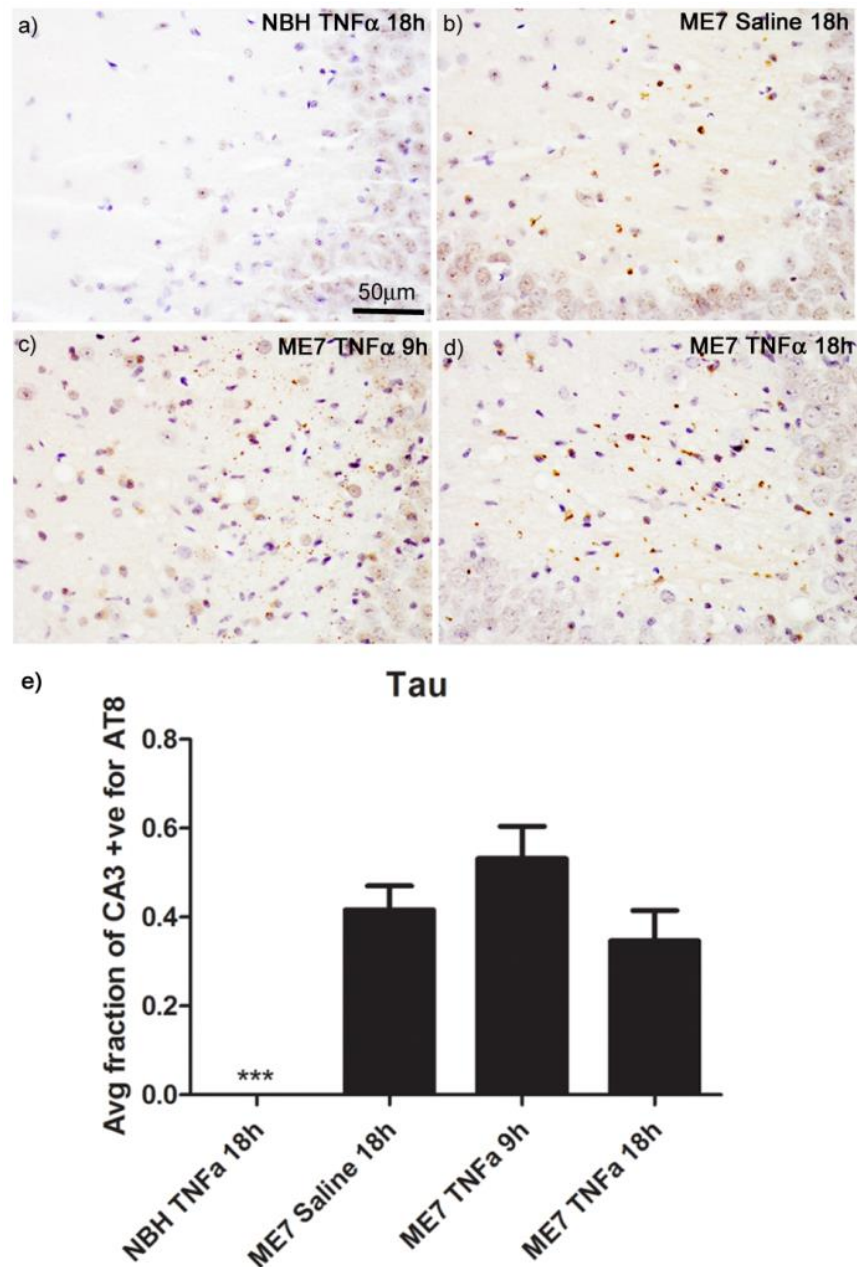 a)
NBH TNFα 18h
b)
ME7 Saline 18h
50μm
c)
ME7 TNFα 9h
d)
ME7 TNFα 18h
e)
Tau
Avg fraction of CA3 +ve for AT8
0.8
0.6
0.4
0.2
0.0
***
NBH TNFa 18h
ME7 Saline 18h
ME7 TNFa 9h
ME7 TNFa 18h